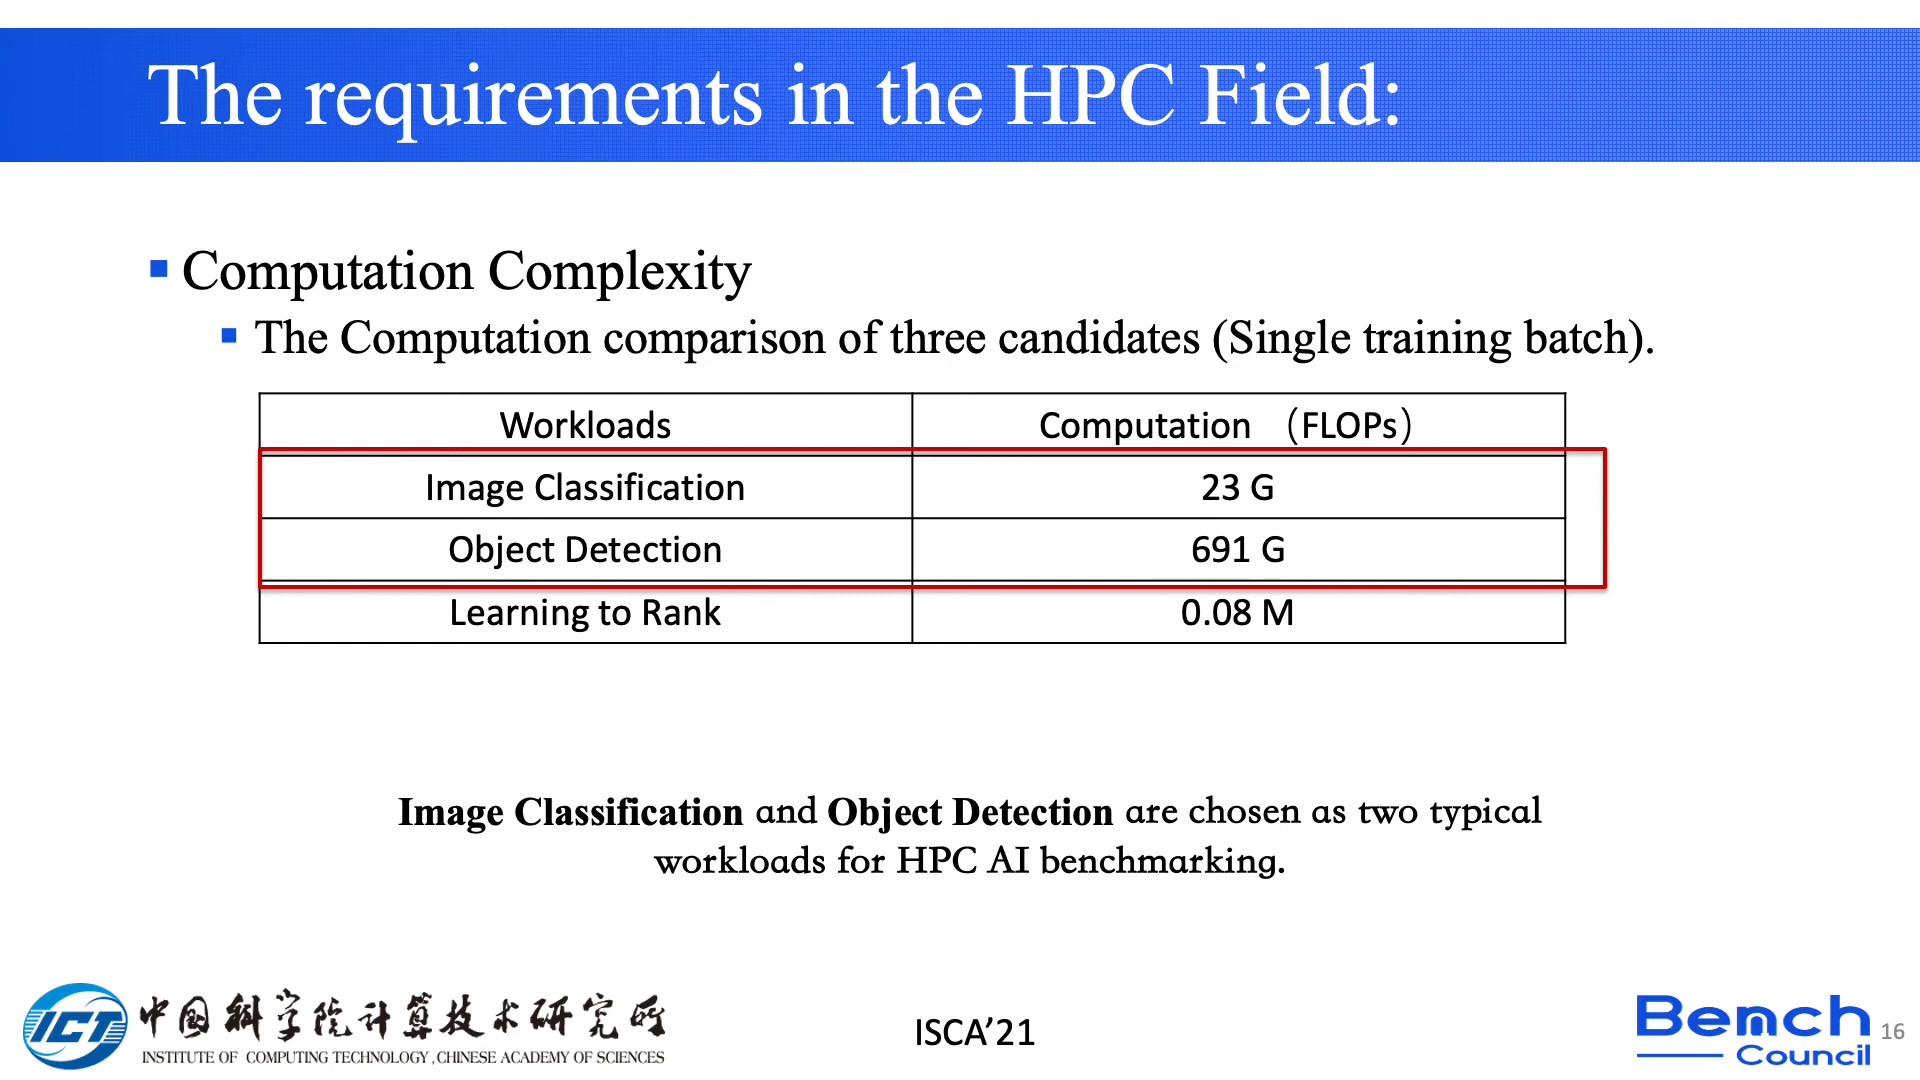 The requirements in the HPC Field:
Computation Complexity
The Computation comparison of three candidates (Single training batch).
Workloads Computation （FLOPs）
Image Classification 23 G
Object Detection 691 G
Learning to Rank 0.08 M
Image Classification and Object Detection are chosen as two typical
workloads for HPC AI benchmarking.
ICT 中国科学院计算技术研究所
INSTITUTE OF COMPUTING TECHNOLOGY, CHINESE ACADEMY OF SCIENCES
ISCA’21
Bench
Council
16